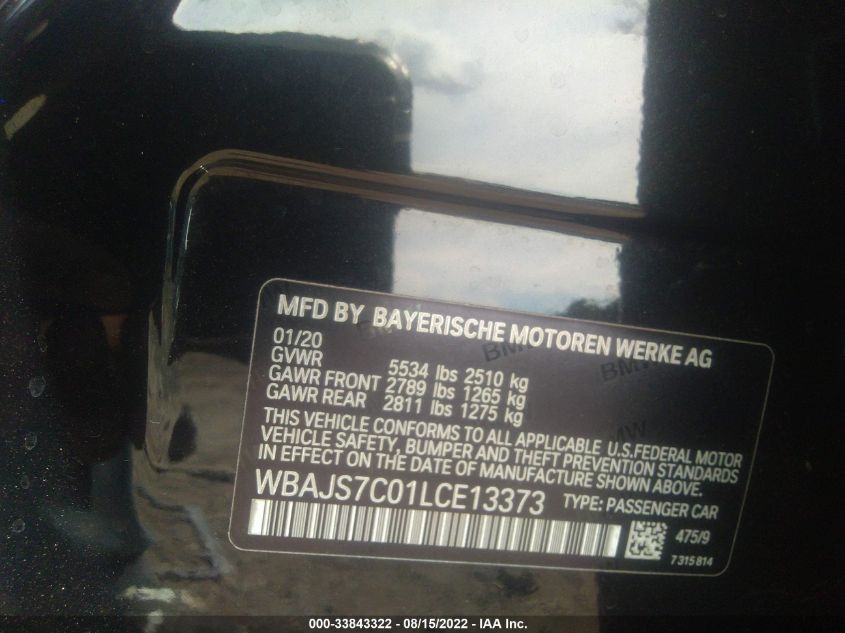 MFD BY BAYERISCHE MOTOREN WERKE AG
01/20
GVWR 5534 lbs 2510 kg
GAWR FRONT 2789 lbs 1265 kg
GAWR REAR 2811 lbs 1275 kg
THIS VEHICLE CONFORMS TO ALL APPLICABLE U.S.FEDERAL MOTOR
VEHICLE SAFETY, BUMPER AND THEFT PREVENTION STANDARDS
IN EFFECT ON THE DATE OF MANUFACTURE SHOWN ABOVE.
WBAJS7C01LCE13373 TYPE: PASSENGER CAR
475/9
7315814
000-33843322 - 08/15/2022 - IAA Inc.